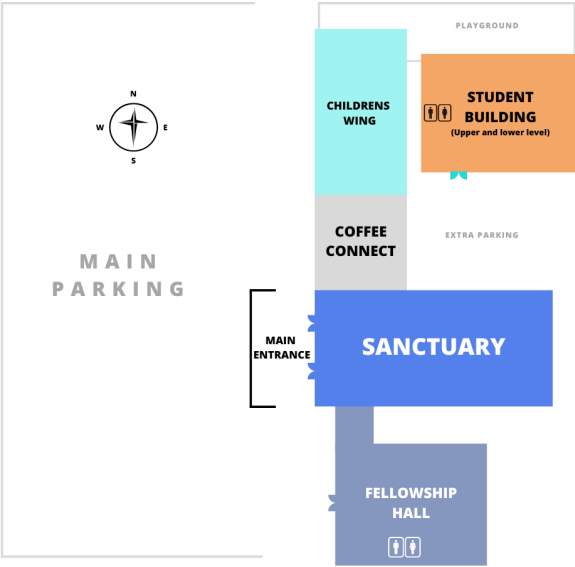 PLAYGROUND
CHILDRENS
WING
STUDENT
BUILDING
(Upper and lower level)
N
W
E
S
COFFEE
CONNECT
EXTRA PARKING
MAIN
PARKING
MAIN
ENTRANCE
SANCTUARY
FELLOWSHIP
HALL